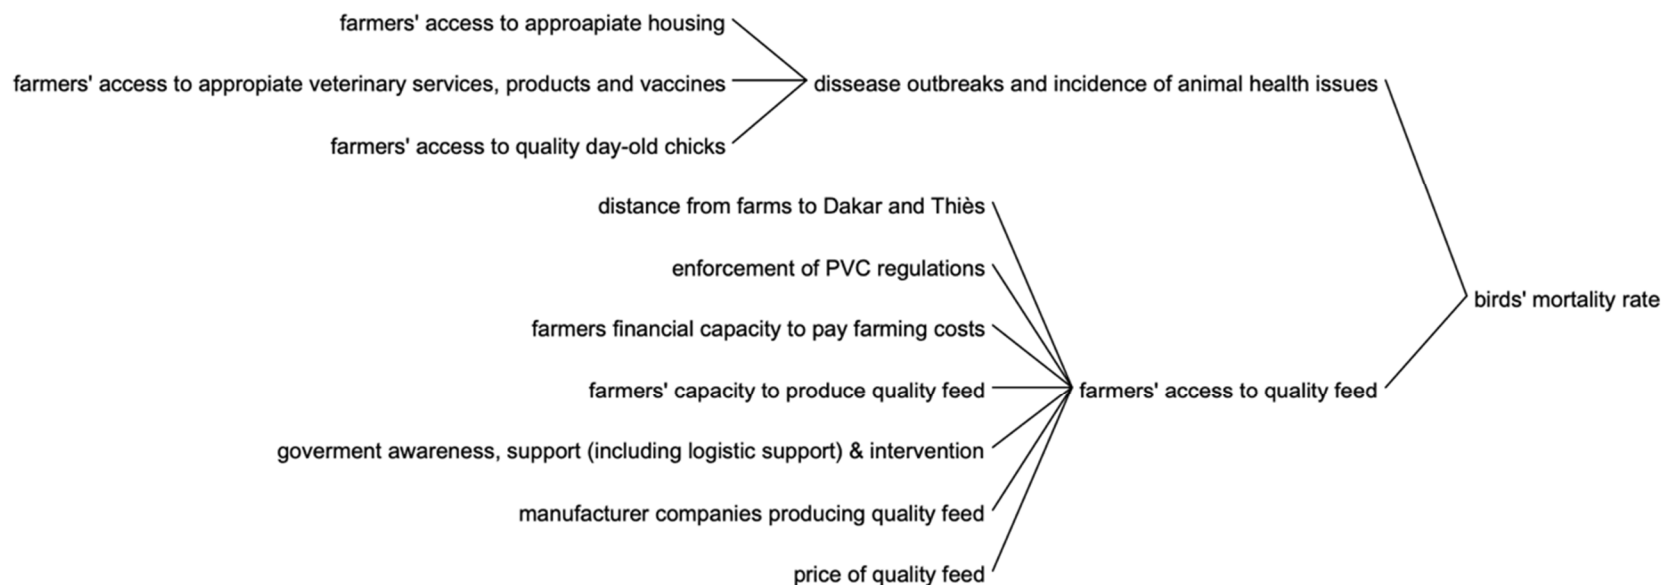 farmers' access to approapiate housing
farmers' access to appropiate veterinary services, products and vaccines
dissease outbreaks and incidence of animal health issues
farmers' access to quality day-old chicks
distance from farms to Dakar and Thiès
enforcement of PVC regulations
birds' mortality rate
farmers financial capacity to pay farming costs
farmers' capacity to produce quality feed
farmers' access to quality feed
goverment awareness, support (including logistic support) & intervention
manufacturer companies producing quality feed
price of quality feed